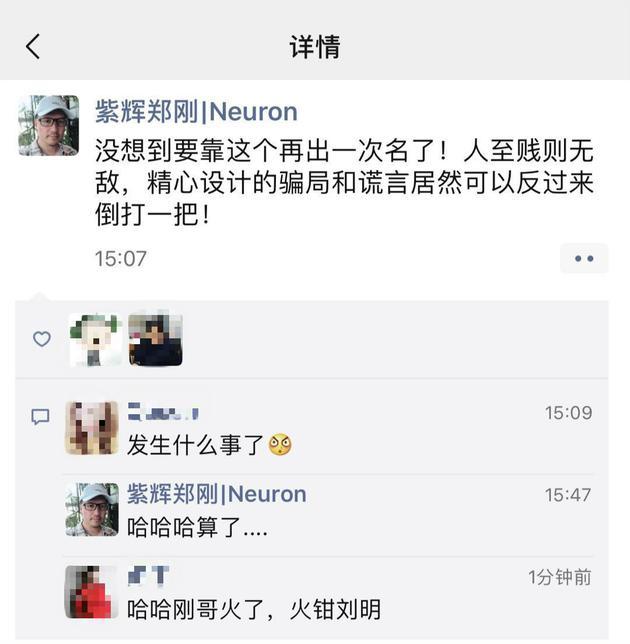 详情
紫辉郑刚|Neuron
没想到要靠这个再出一次名了！人至贱则无
敌，精心设计的骗局和谎言居然可以反过来
倒打一把！
15:07
15:09
发生什么事了
紫辉郑刚|Neuron
15:47
哈哈哈算了....
1分钟前
哈哈刚哥火了，火钳刘明